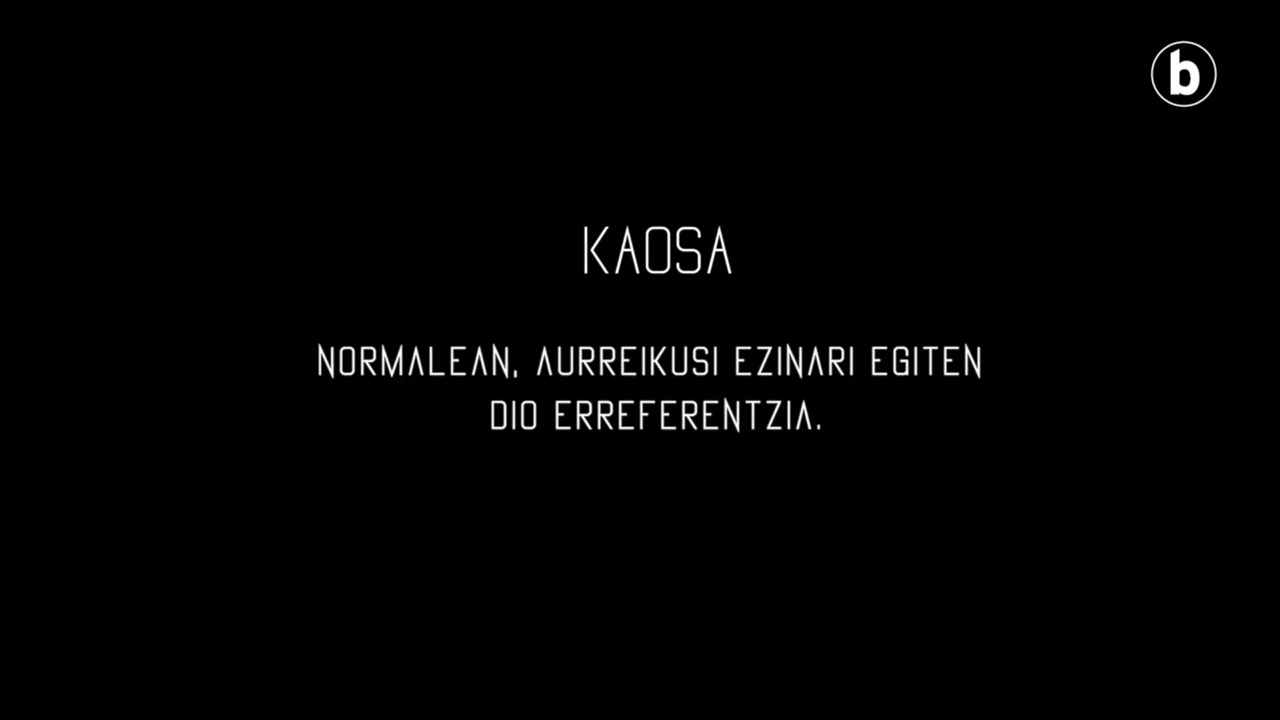 b
KAOSA
NORMALEAN, AURREIKUSI EZINARI EGITEN
DIO ERREFERENTZIA.